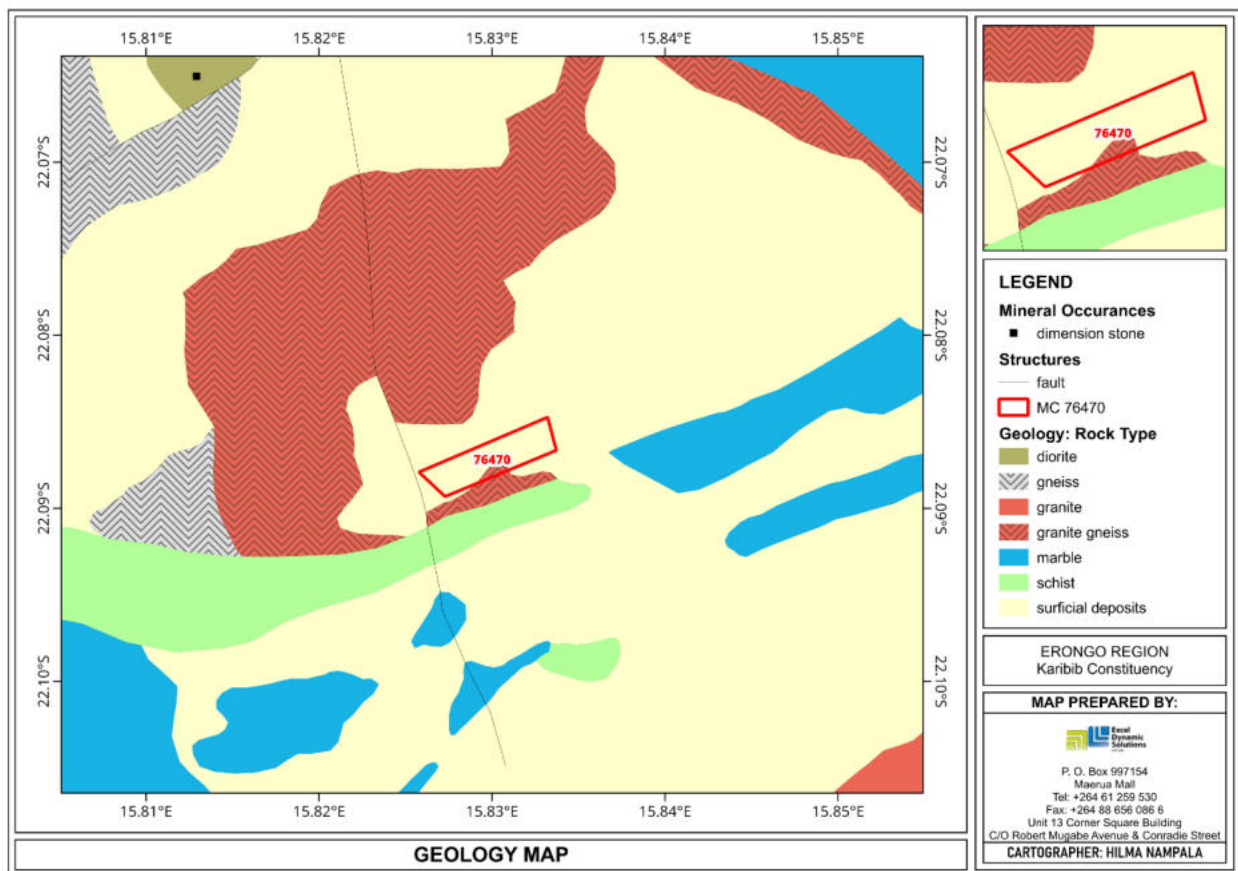 15.81°E 15.82°E 15.83°E 15.84°E 15.85°E
22.07°S 22.07°S
22.08°S 22.08°S
76470
22.09°S 22.09°S
22.10°S 22.10°S
15.81°E 15.82°E 15.83°E 15.84°E 15.85°E
GEOLOGY MAP
76470
LEGEND
Mineral Occurances
dimension stone
Structures
fault
MC 76470
Geology: Rock Type
diorite
gneiss
granite
granite gneiss
marble
schist
surficial deposits
ERONGO REGION
Karibib Constituency
MAP PREPARED BY:
Excel
Dynamic
Solutions
P. O. Box 997154
Maerua Mall
Tel: +264 61 259 530
Fax: +264 88 656 086 6
Unit 13 Corner Square Building
C/O Robert Mugabe Avenue & Conradie Street
CARTOGRAPHER: HILMA NAMPALA